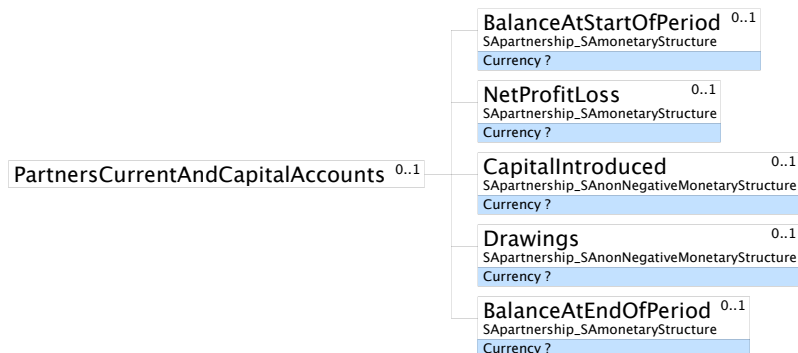 BalanceAtStartOfPeriod 0..1
SApartnership_SAmonetaryStructure
Currency ?
NetProfitLoss 0..1
SApartnership_SAmonetaryStructure
Currency ?
PartnersCurrentAndCapitalAccounts 0..1
CapitalIntroduced 0..1
SApartnership_SAnonNegativeMonetaryStructure
Currency ?
Drawings 0..1
SApartnership_SAnonNegativeMonetaryStructure
Currency ?
BalanceAtEndOfPeriod 0..1
SApartnership_SAmonetaryStructure
Currency ?